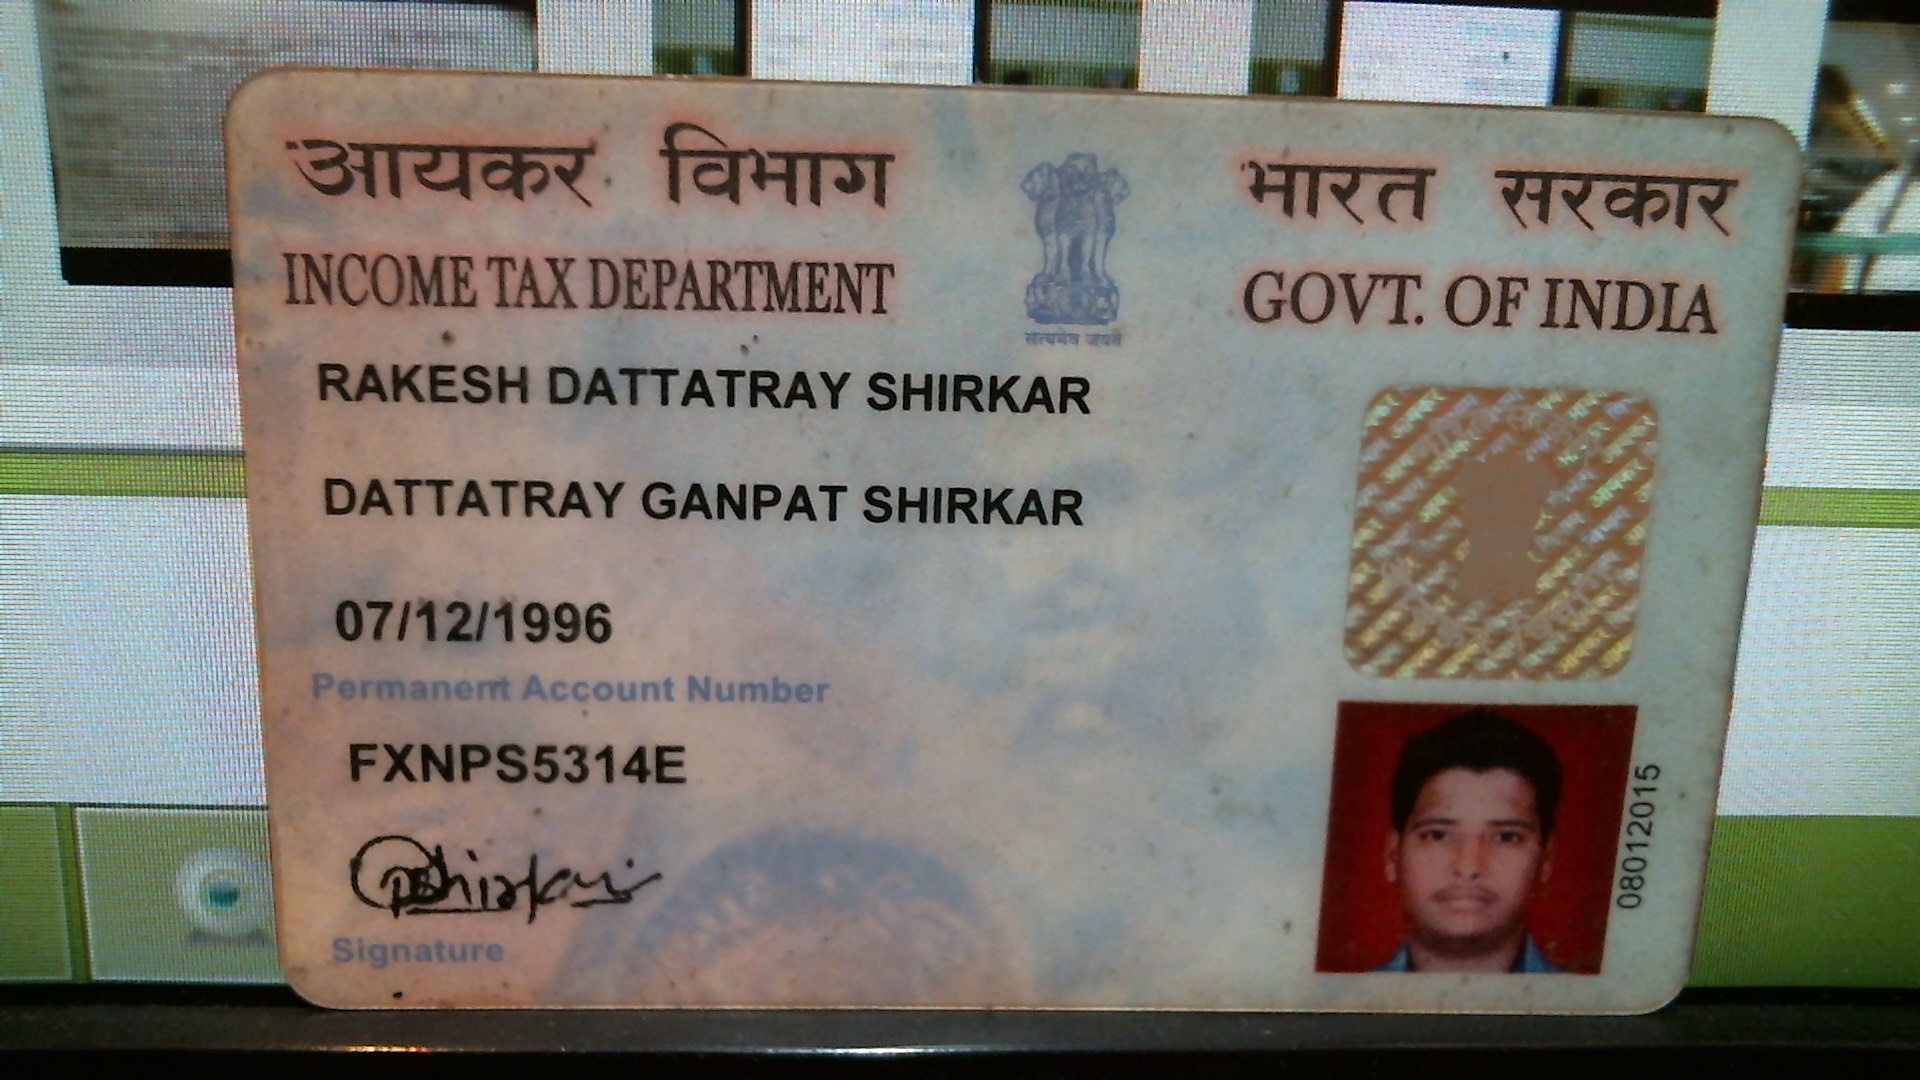 आयकर विभाग
भारत सरकार
INCOME TAX DEPARTMENT
GOVT. OF INDIA
सत्यमेव जयते
RAKESH DATTATRAY SHIRKAR
DATTATRAY GANPAT SHIRKAR
07/12/1996
Permanent Account Number
FXNPS5314E
Signature
08012015